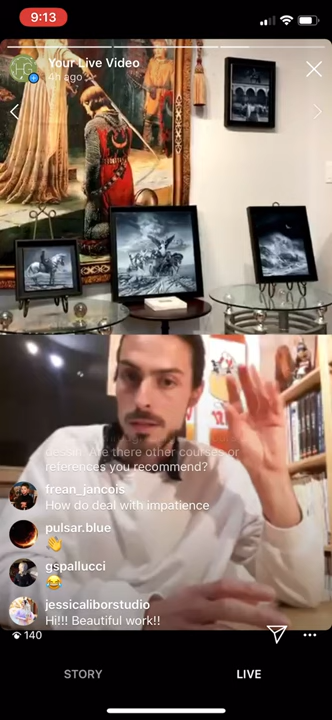 9:13
Your Live Video
4h ago
dessin. Are there other courses or
references you recommend?
frean_jancois
How do deal with impatience
pulsar.blue
👋
gspallucci
😂
jessicaliborstudio
Hi!!! Beautiful work!!
140
STORY
LIVE